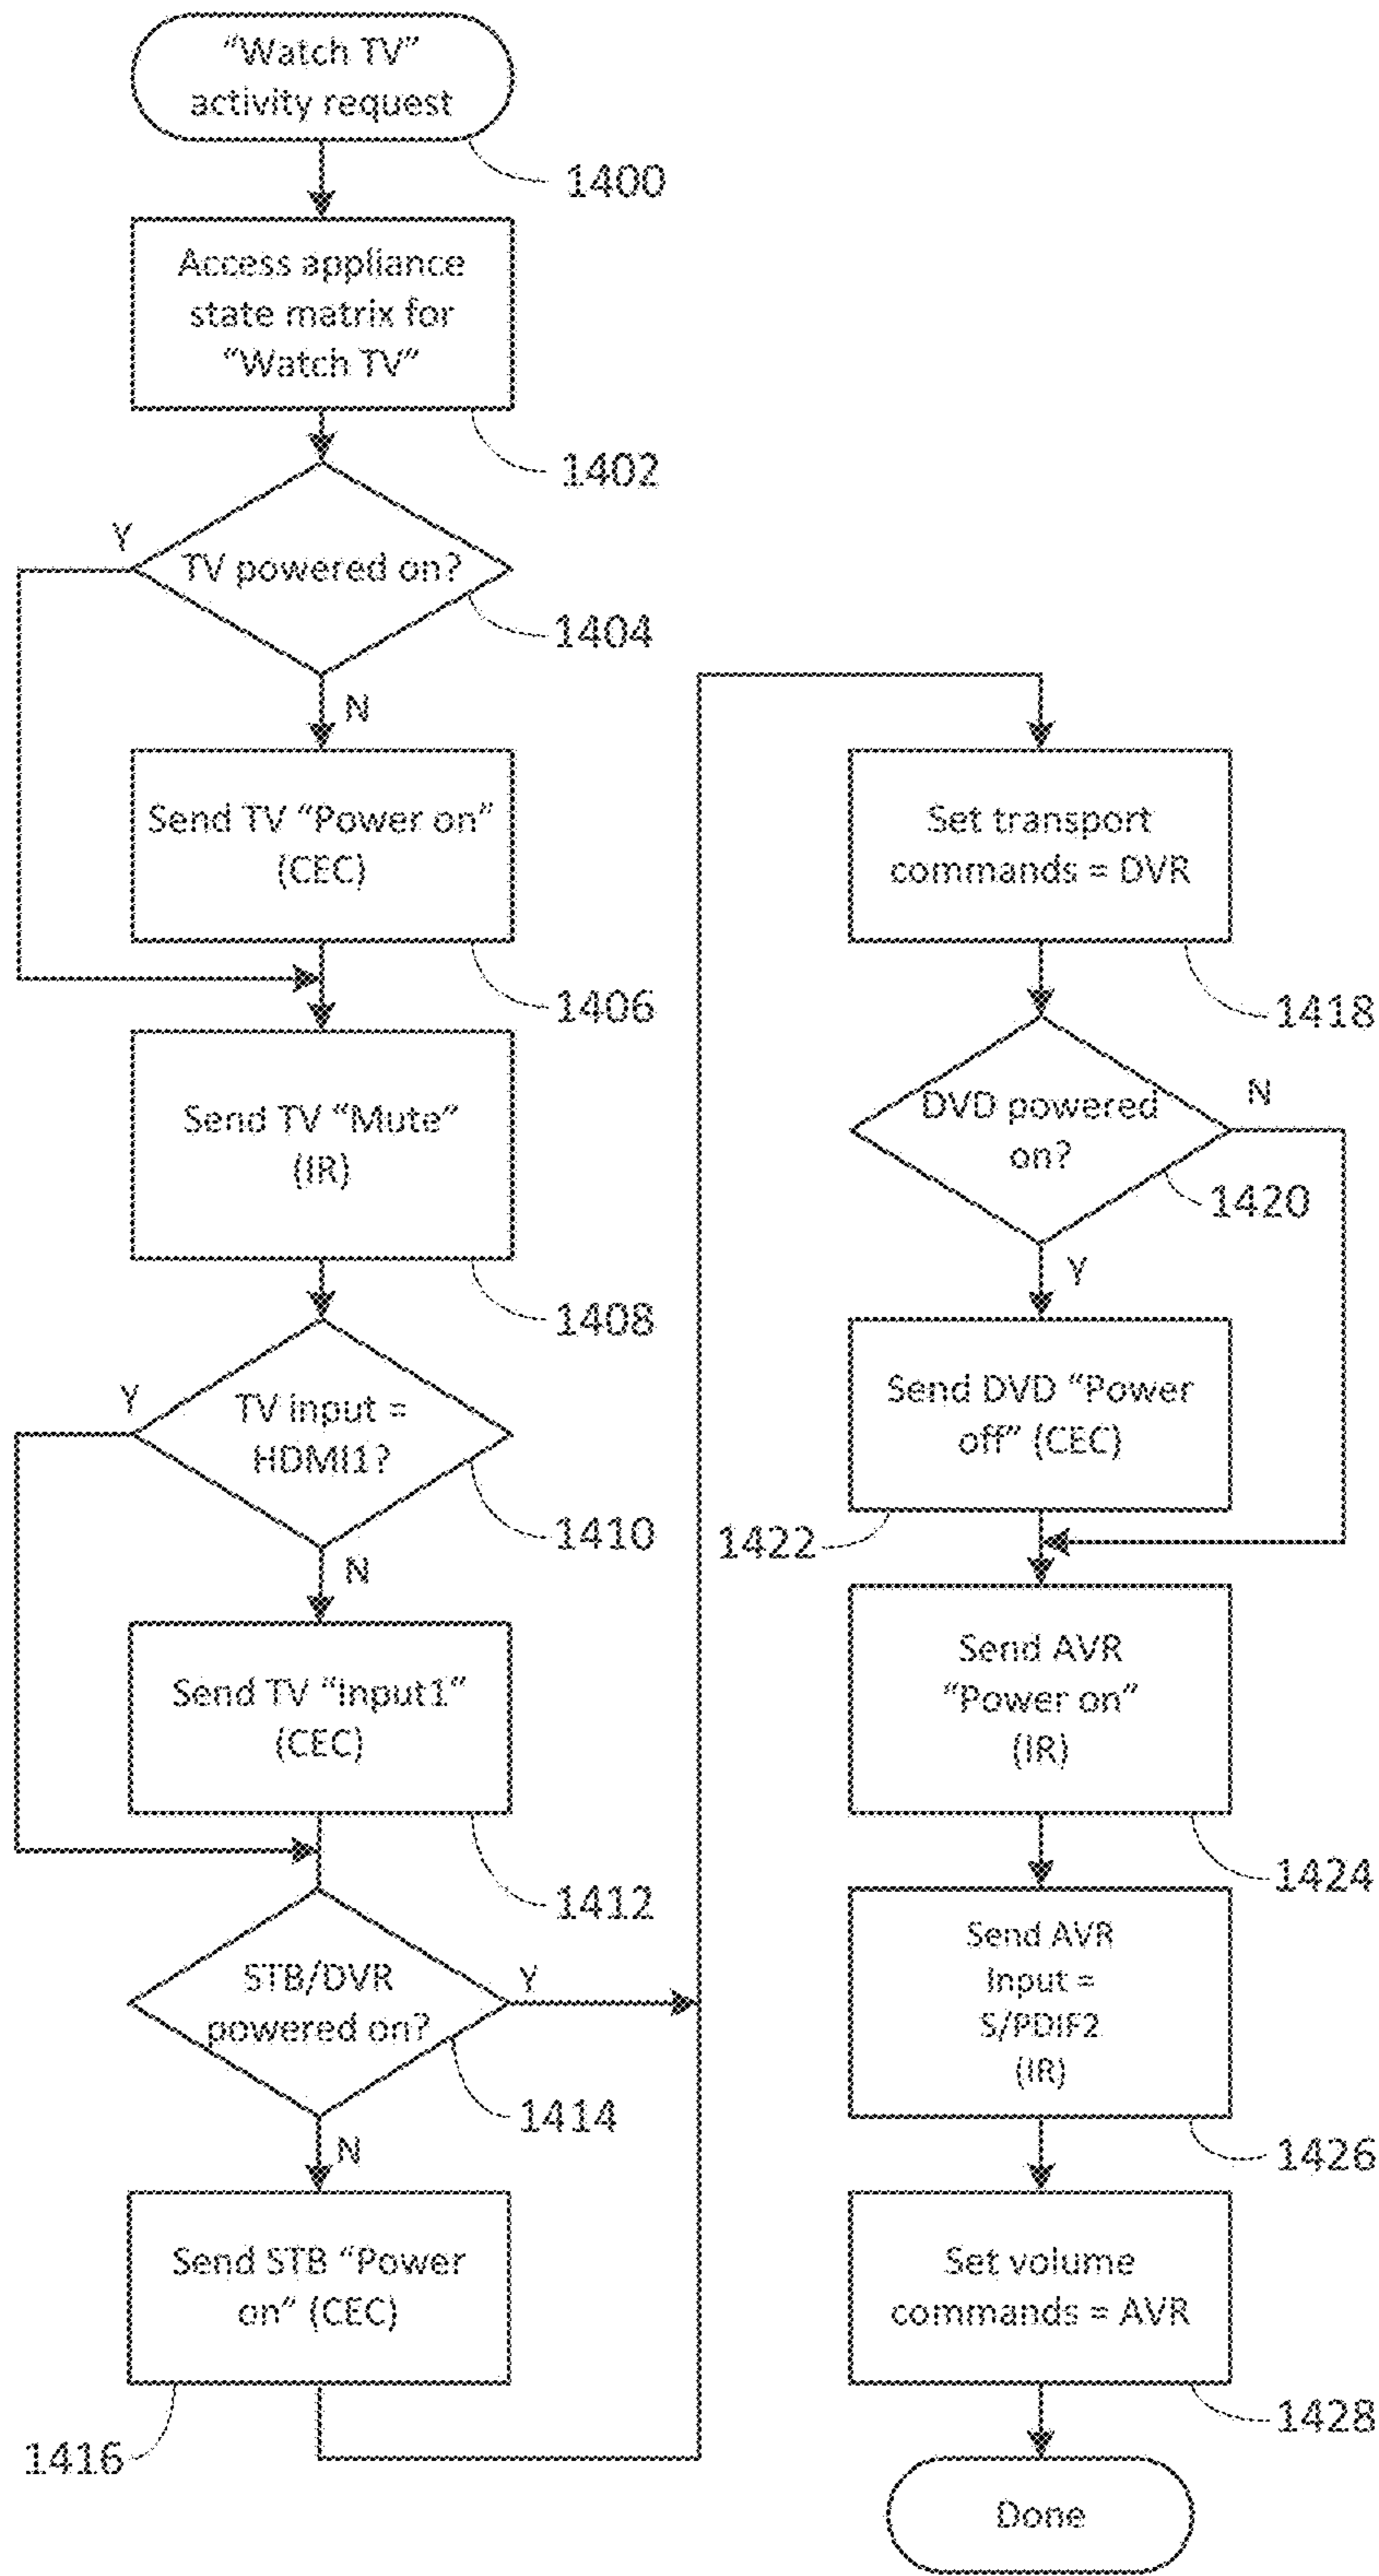 “Watch TV”
activity request
1400
Access appliance
state matrix for
“Watch TV”
1402
Y
TV powered on?
1404
N
Send TV “Power on”
(CEC)
1406
Send TV “Mute”
(IR)
1408
Y
TV input =
HDMI1?
1410
N
Send TV “Input1”
(CEC)
1412
STB/DVR
powered on?
Y
1414
N
Send STB “Power
on” (CEC)
1416
Set transport
commands = DVR
1418
DVD powered
on?
N
1420
Y
Send DVD “Power
off” (CEC)
1422
Send AVR
“Power on”
(IR)
1424
Send AVR
Input =
S/PDIF2
(IR)
1426
Set volume
commands = AVR
1428
Done